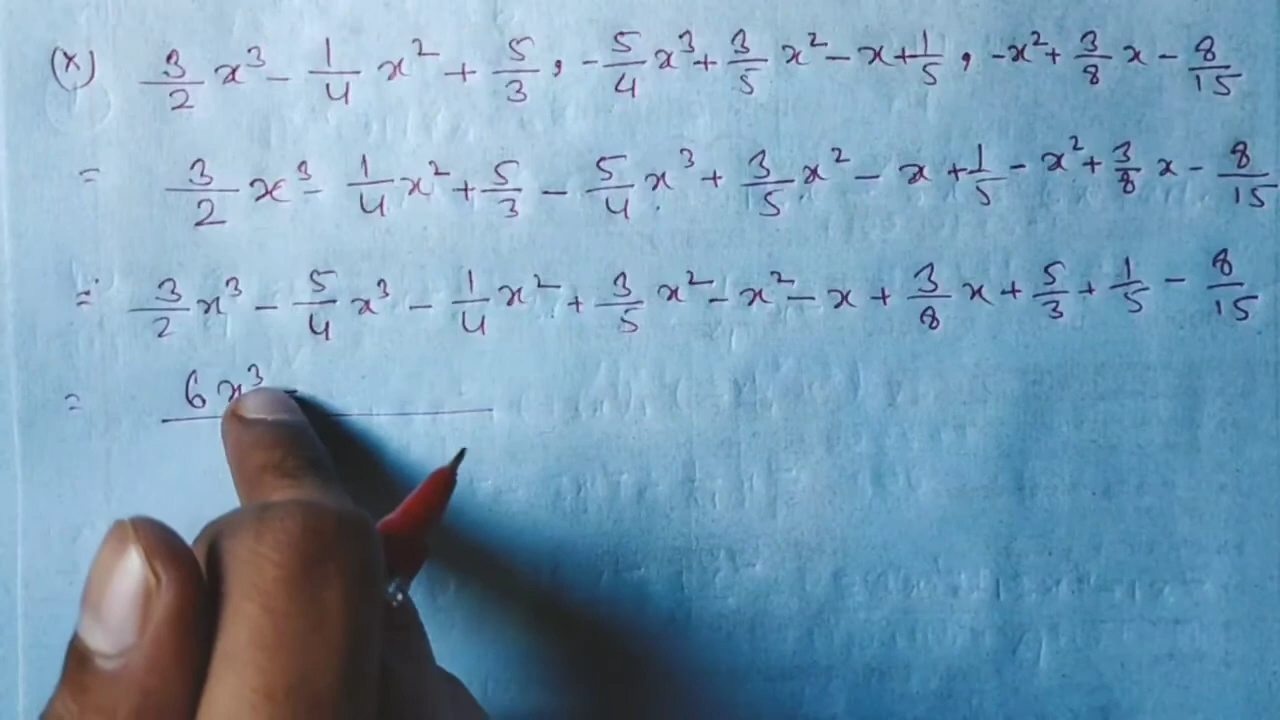 (x) 3/2 x³ - 1/4 x² + 5/3, -5/4 x³ + 3/5 x² - x + 1/5, -x² + 3/8 x - 8/15
= 3/2 x³ - 1/4 x² + 5/3 - 5/4 x³ + 3/5 x² - x + 1/5 - x² + 3/8 x - 8/15
= 3/2 x³ - 5/4 x³ - 1/4 x² + 3/5 x² - x² - x + 3/8 x + 5/3 + 1/5 - 8/15
= 6x³ -